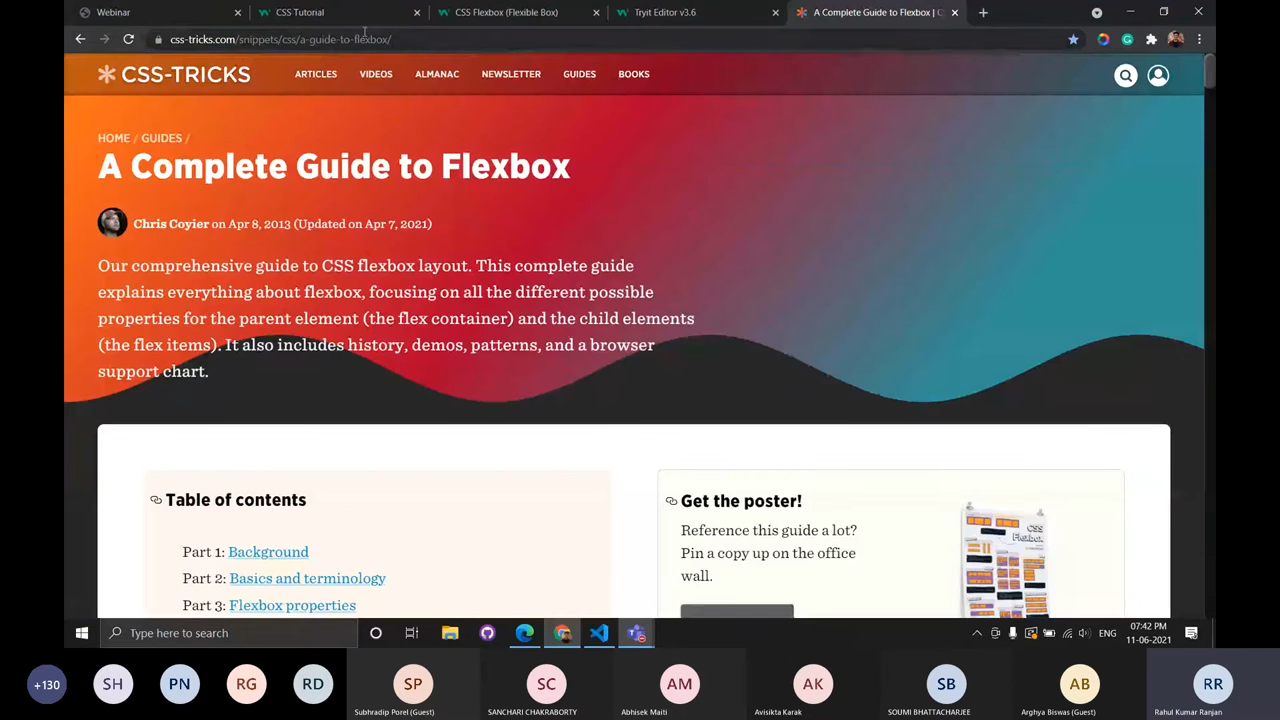 Webinar
CSS Tutorial
CSS Flexbox (Flexible Box)
Tryit Editor v3.6
A Complete Guide to Flexbox | C
css-tricks.com/snippets/css/a-guide-to-flexbox/
CSS-TRICKS
ARTICLES
VIDEOS
ALMANAC
NEWSLETTER
GUIDES
BOOKS
HOME / GUIDES /
A Complete Guide to Flexbox
Chris Coyier on Apr 8, 2013 (Updated on Apr 7, 2021)
Our comprehensive guide to CSS flexbox layout. This complete guide
explains everything about flexbox, focusing on all the different possible
properties for the parent element (the flex container) and the child elements
(the flex items). It also includes history, demos, patterns, and a browser
support chart.
Table of contents
Part 1: Background
Part 2: Basics and terminology
Part 3: Flexbox properties
Get the poster!
Reference this guide a lot?
Pin a copy up on the office
wall.
CSS
Flexbox
Type here to search
ENG
07:42 PM
11-06-2021
+130
SH
PN
RG
RD
SP
Subhradip Porel (Guest)
SC
SANCHARI CHAKRABORTY
AM
Abhisek Maiti
AK
Avisikta Karak
SB
SOUMI BHATTACHARJEE
AB
Arghya Biswas (Guest)
RR
Rahul Kumar Ranjan